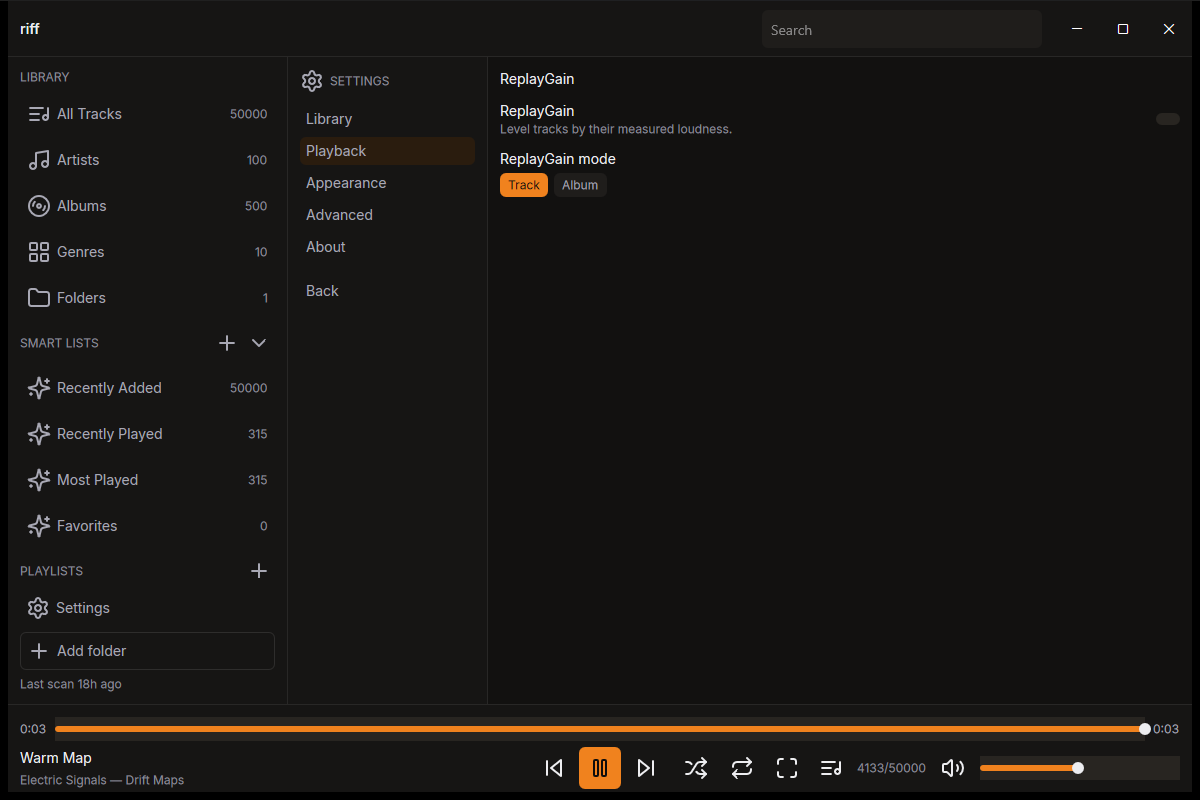 riff
Search
LIBRARY
All Tracks 50000
Artists 100
Albums 500
Genres 10
Folders 1
SMART LISTS
Recently Added 50000
Recently Played 315
Most Played 315
Favorites 0
PLAYLISTS
Settings
Add folder
Last scan 18h ago
SETTINGS
Library
Playback
Appearance
Advanced
About
Back
ReplayGain
ReplayGain
Level tracks by their measured loudness.
ReplayGain mode
Track Album
0:03 0:03
Warm Map
Electric Signals — Drift Maps
4133/50000